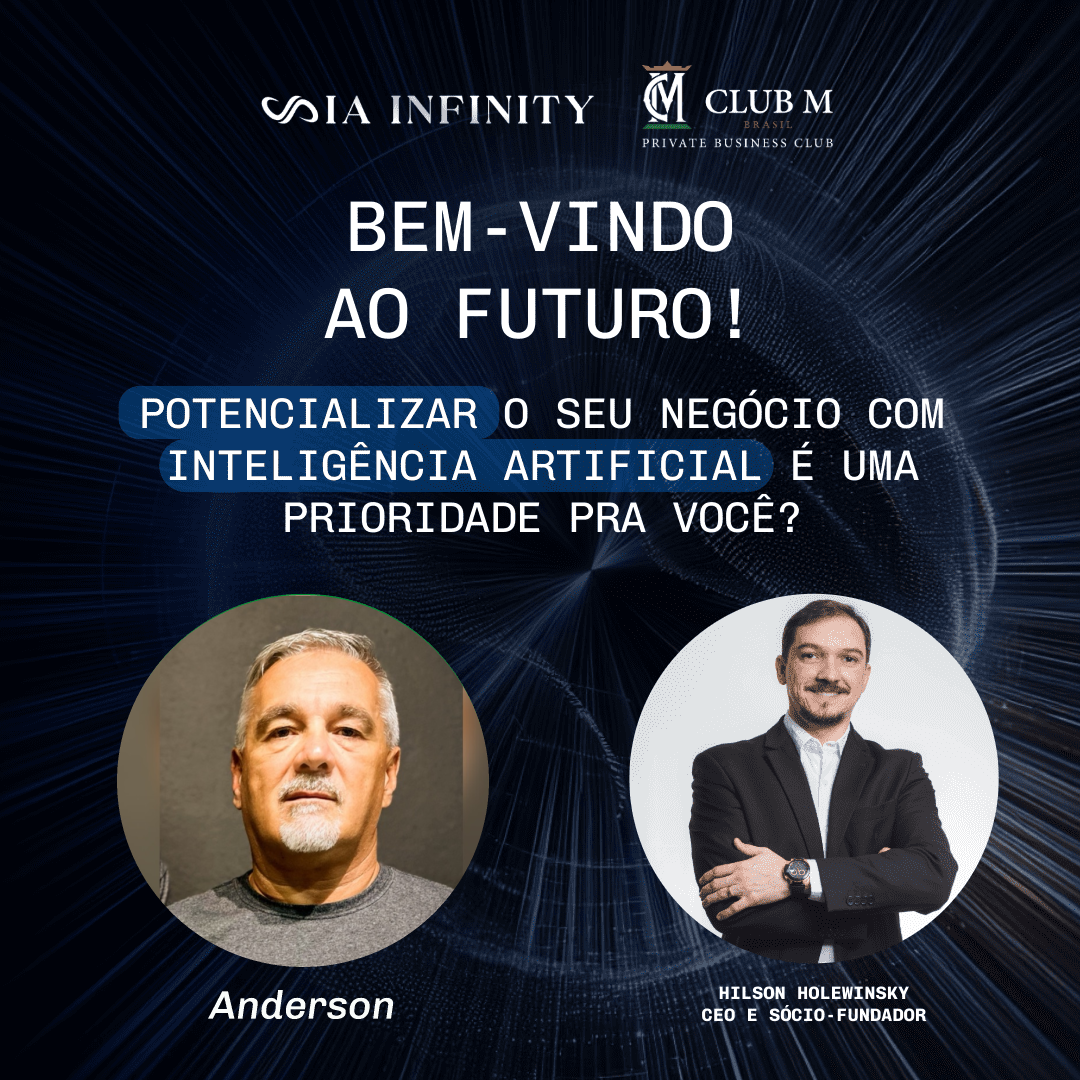 IA INFINITY
CM
CLUB M
BRASIL
PRIVATE BUSINESS CLUB
BEM-VINDO
AO FUTURO!
POTENCIALIZAR O SEU NEGÓCIO COM
INTELIGÊNCIA ARTIFICIAL É UMA
PRIORIDADE PRA VOCÊ?
Anderson
HILSON HOLEWINSKY
CEO E SÓCIO-FUNDADOR